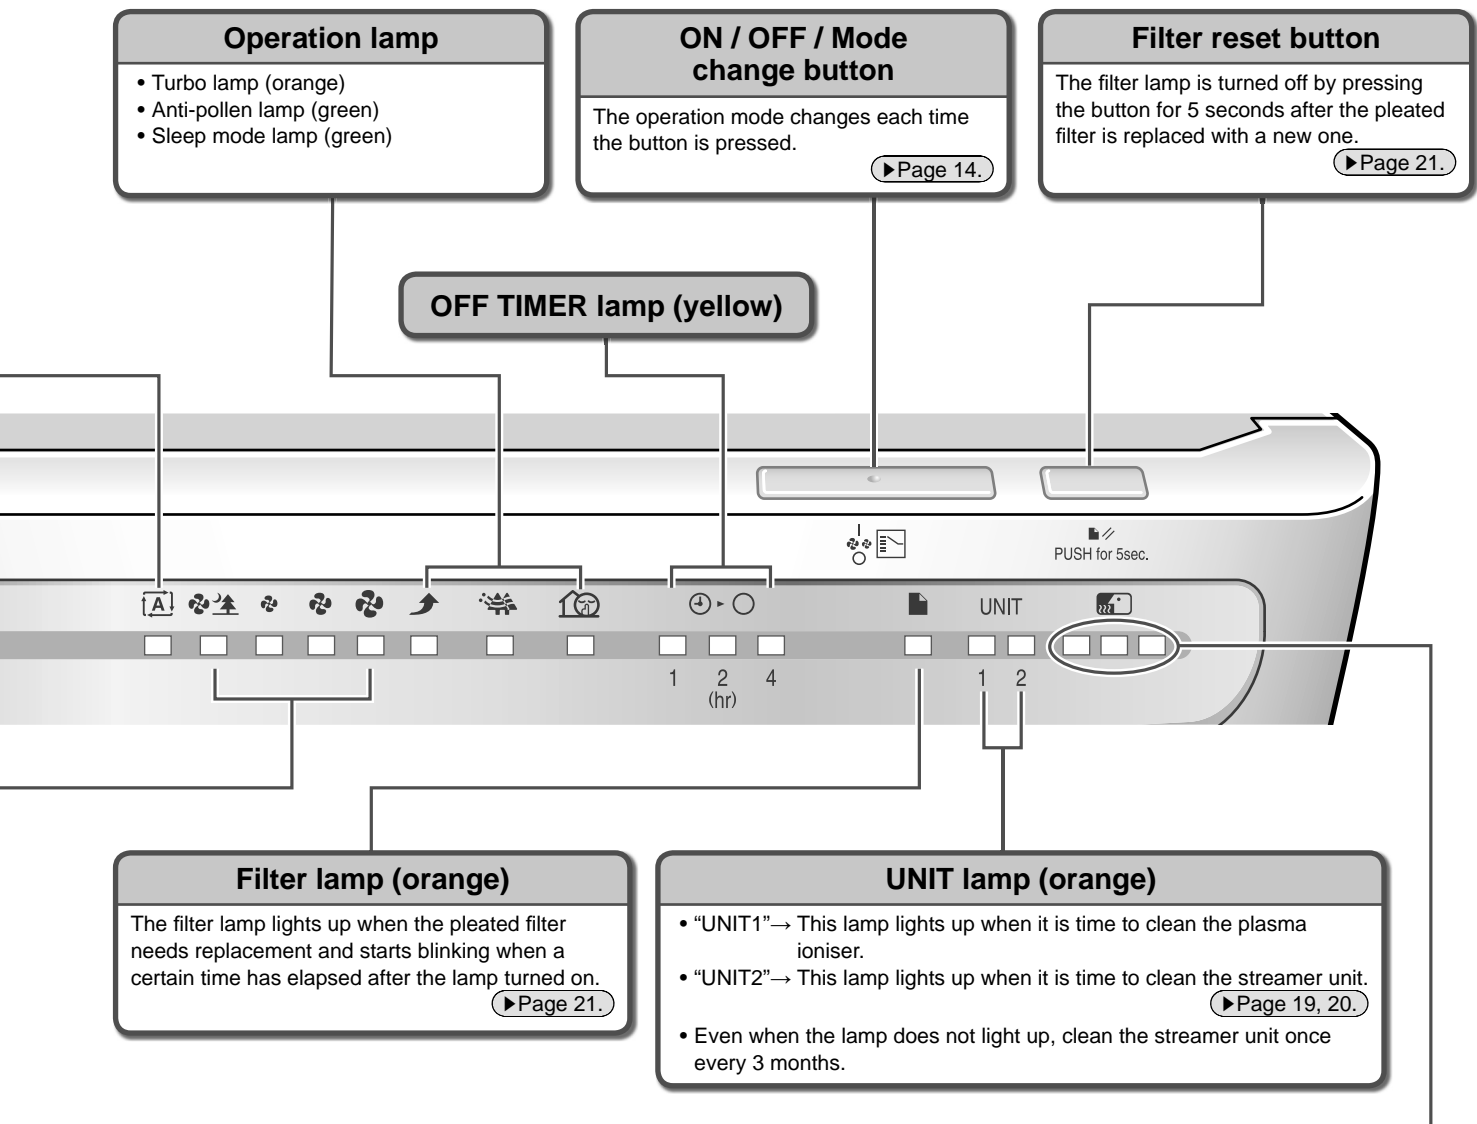 Operation lamp
• Turbo lamp (orange)
• Anti-pollen lamp (green)
• Sleep mode lamp (green)
ON / OFF / Mode
change button
The operation mode changes each time
the button is pressed.
▶Page 14.
Filter reset button
The filter lamp is turned off by pressing
the button for 5 seconds after the pleated
filter is replaced with a new one.
▶Page 21.
OFF TIMER lamp (yellow)
PUSH for 5sec.
A
UNIT
1 2 4
(hr)
1 2
Filter lamp (orange)
The filter lamp lights up when the pleated filter
needs replacement and starts blinking when a
certain time has elapsed after the lamp turned on.
▶Page 21.
UNIT lamp (orange)
• “UNIT1”→ This lamp lights up when it is time to clean the plasma
ioniser.
• “UNIT2”→ This lamp lights up when it is time to clean the streamer unit.
▶Page 19, 20.
• Even when the lamp does not light up, clean the streamer unit once
every 3 months.